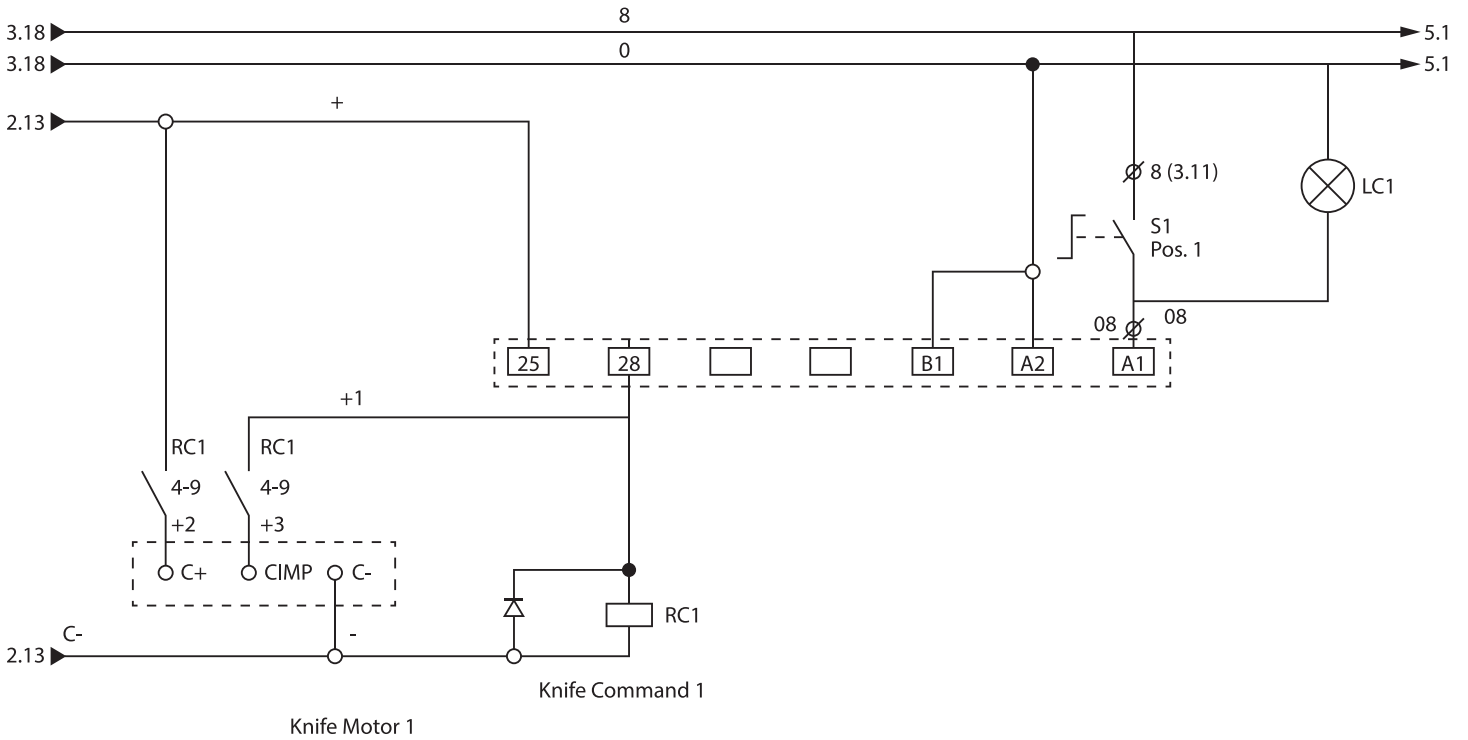 8
3.18 5.1
0
3.18 5.1
+
2.13
8 (3.11)
LC1
S1
Pos. 1
08 08
25 28 B1 A2 A1
+1
RC1 RC1
4-9 4-9
+2 +3
C+ CIMP C-
RC1
C- -
2.13
Knife Command 1
Knife Motor 1